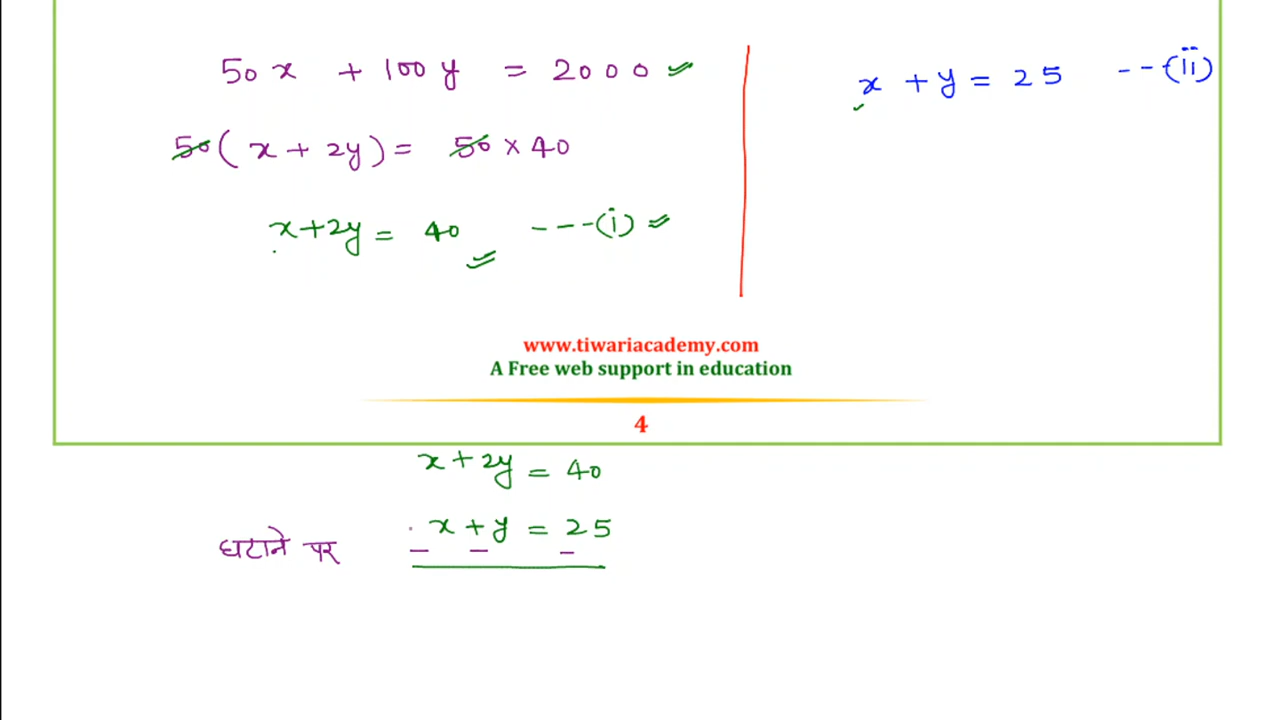 50x + 100y = 2000
50(x + 2y) = 50 × 40
x + 2y = 40 ---(i)
x + y = 25 --(ii)
www.tiwariacademy.com
A Free web support in education
4
x + 2y = 40
x + y = 25
घटाने पर
- - -